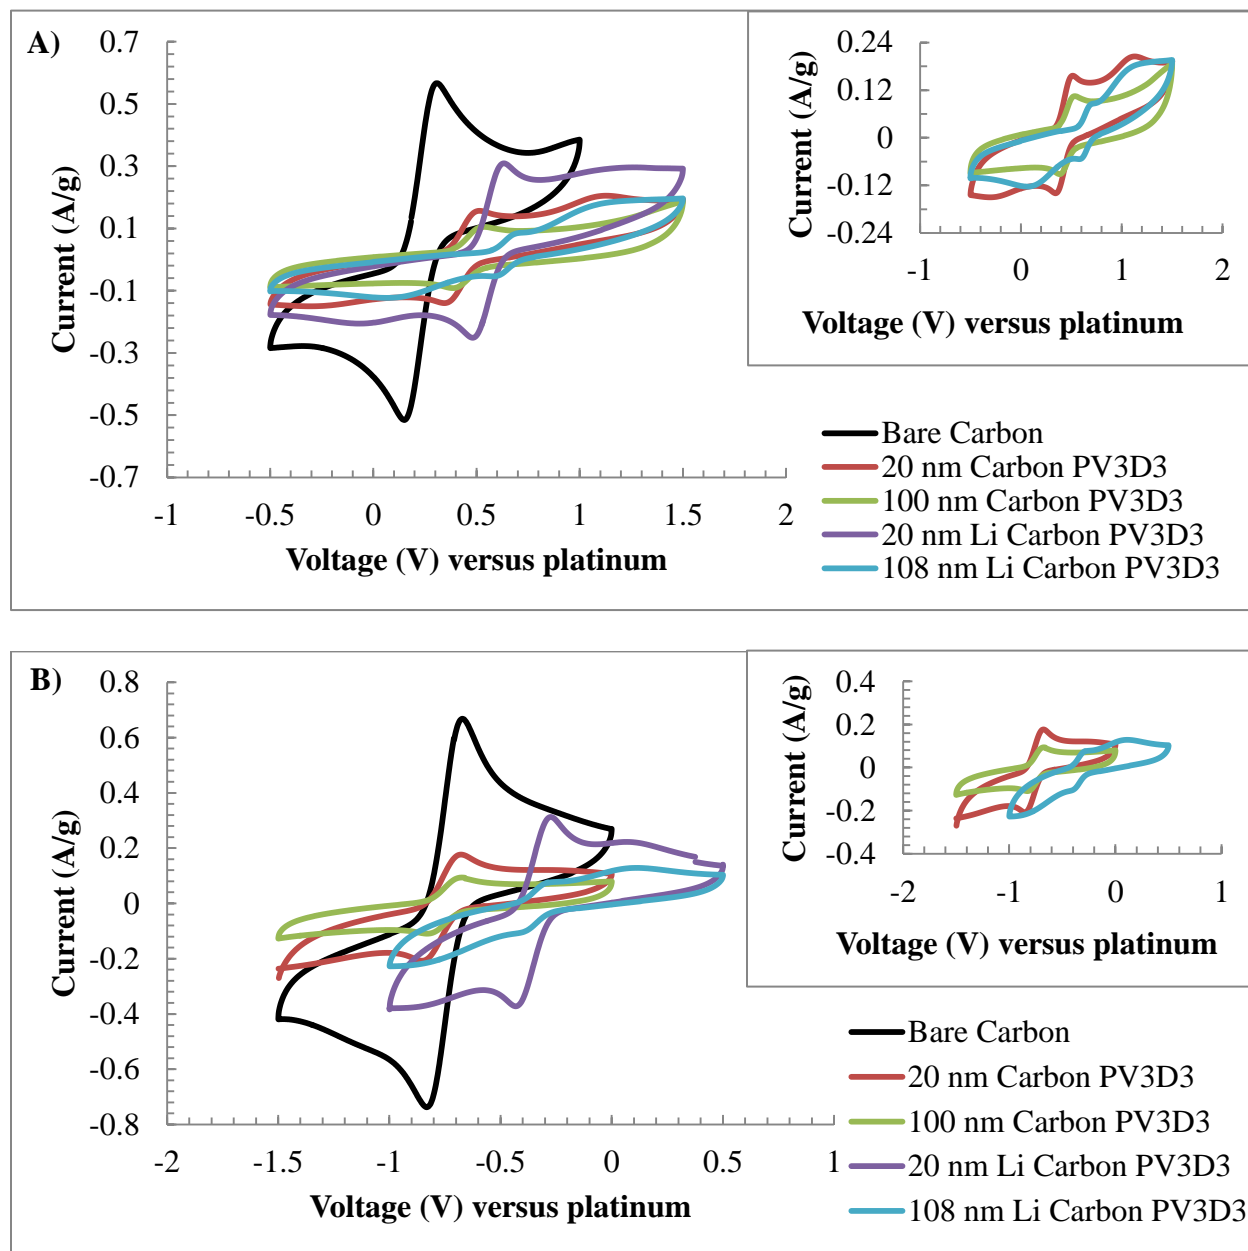 A)
0.7
0.5
0.3
0.1
-0.1
-0.3
-0.5
-0.7
Current (A/g)
-1 -0.5 0 0.5 1 1.5 2
Voltage (V) versus platinum
0.24
0.12
0
-0.12
-0.24
Current (A/g)
-1 0 1 2
Voltage (V) versus platinum
Bare Carbon
20 nm Carbon PV3D3
100 nm Carbon PV3D3
20 nm Li Carbon PV3D3
108 nm Li Carbon PV3D3
B)
0.8
0.6
0.4
0.2
0
-0.2
-0.4
-0.6
-0.8
Current (A/g)
-2 -1.5 -1 -0.5 0 0.5 1
Voltage (V) versus platinum
0.4
0.2
0
-0.2
-0.4
Current (A/g)
-2 -1 0 1
Voltage (V) versus platinum
Bare Carbon
20 nm Carbon PV3D3
100 nm Carbon PV3D3
20 nm Li Carbon PV3D3
108 nm Li Carbon PV3D3